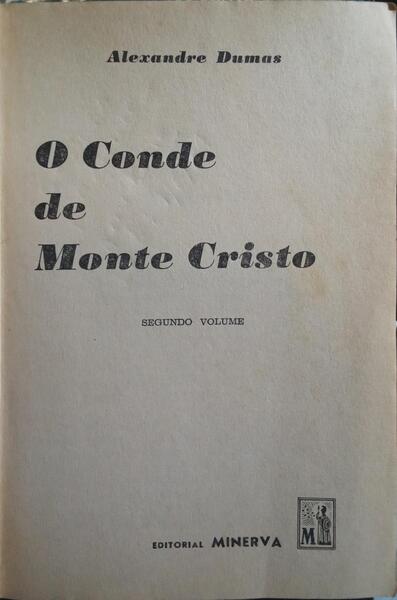 Alexandre Dumas
O Conde
de
Monte Cristo
SEGUNDO VOLUME
M
EDITORIAL MINERVA